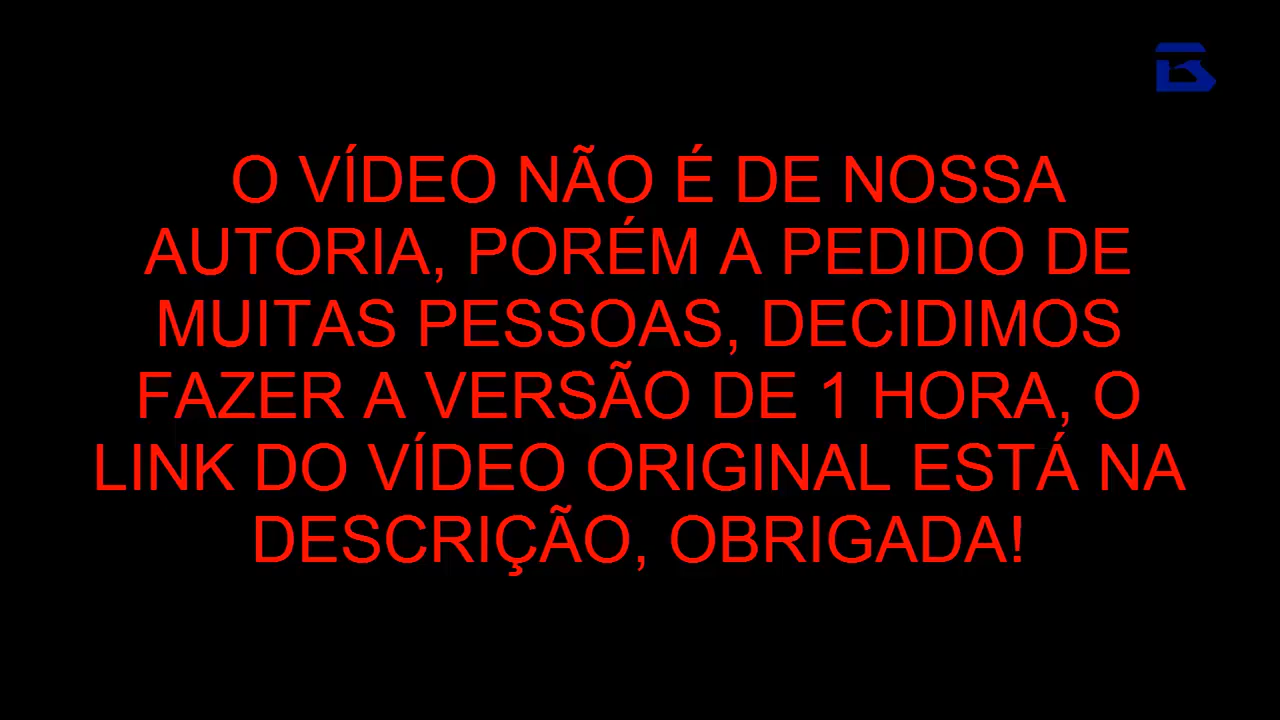 O VÍDEO NÃO É DE NOSSA
AUTORIA, PORÉM A PEDIDO DE
MUITAS PESSOAS, DECIDIMOS
FAZER A VERSÃO DE 1 HORA, O
LINK DO VÍDEO ORIGINAL ESTÁ NA
DESCRIÇÃO, OBRIGADA!